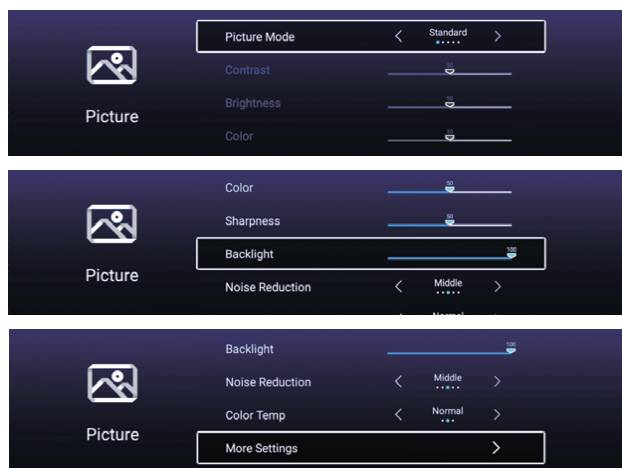 Picture Mode
Standard
Contrast
50
Brightness
50
Color
50
Picture
Color
50
Sharpness
50
Backlight
100
Noise Reduction
Middle
Normal
Picture
Backlight
100
Noise Reduction
Middle
Color Temp
Normal
More Settings
Picture